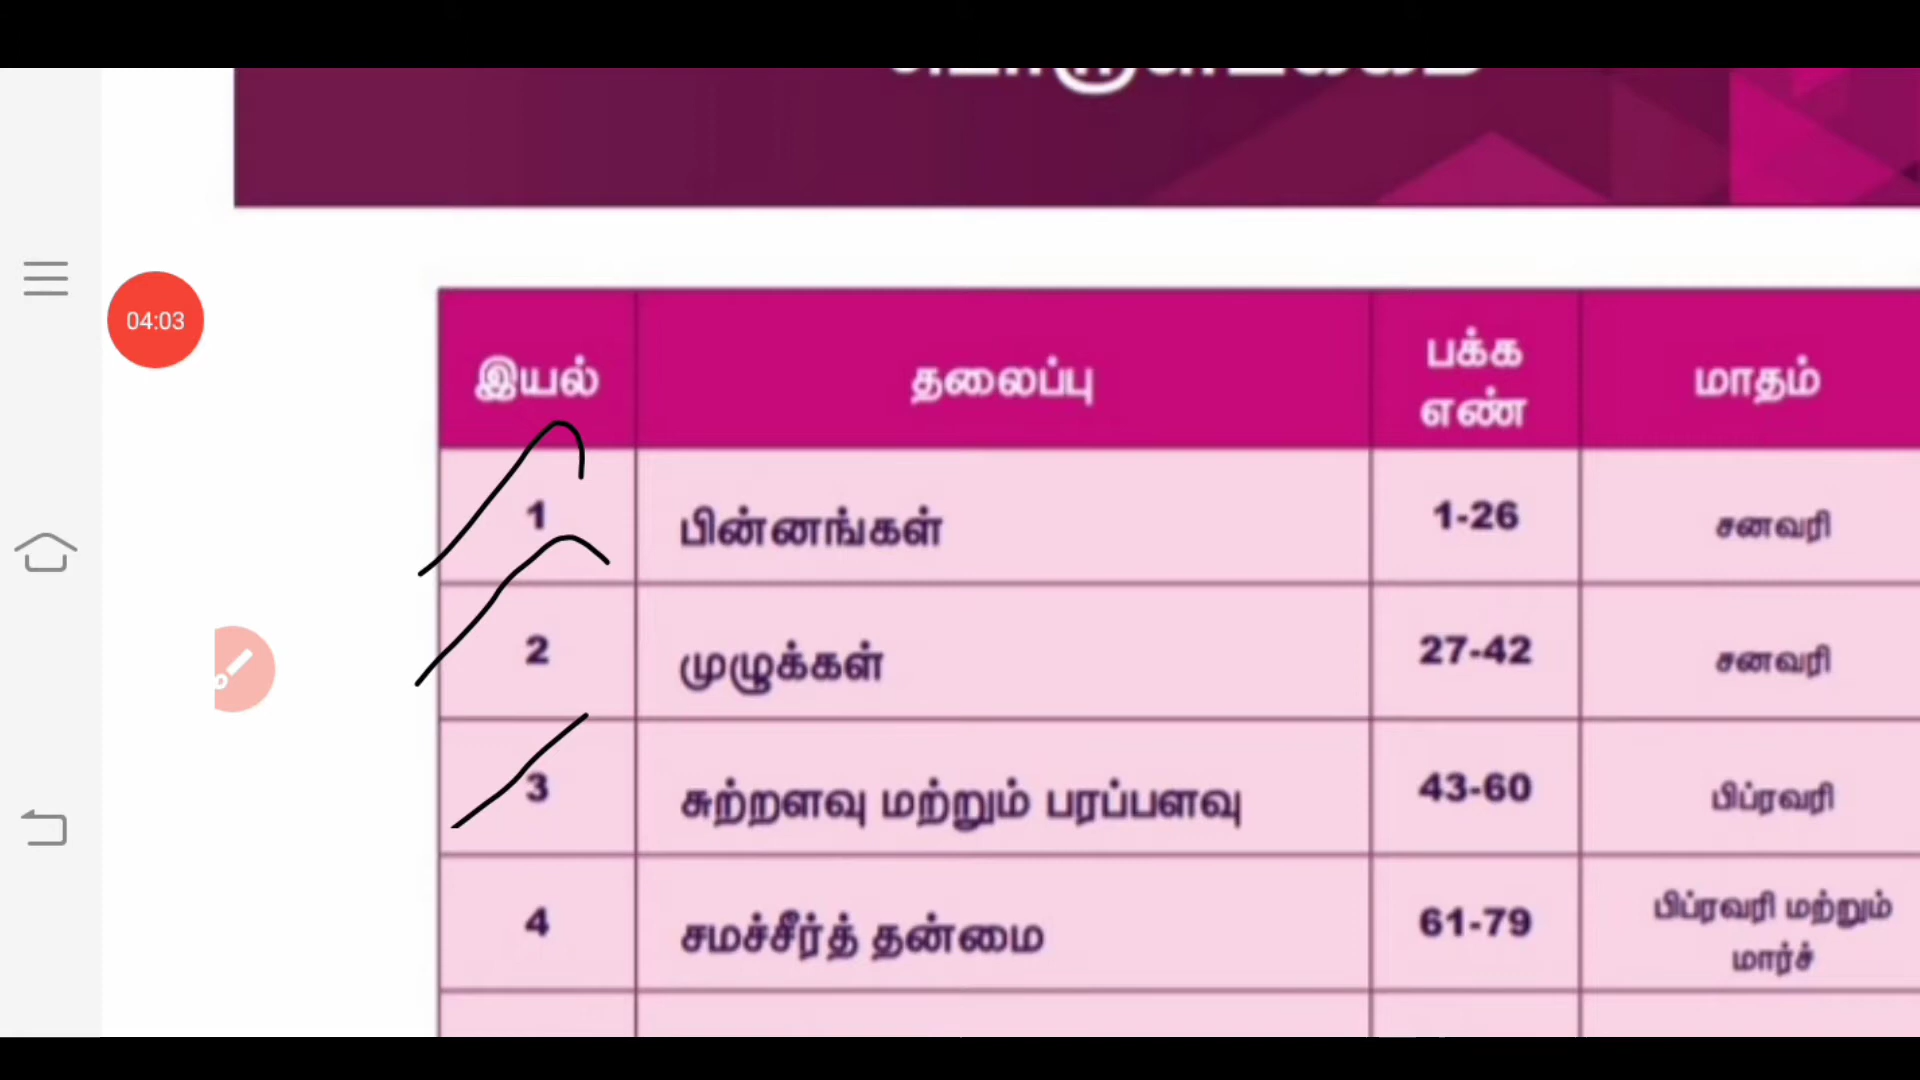 04:03
இயல் தலைப்பு பக்க எண் மாதம்
1 பின்னங்கள் 1-26 சனவரி
2 முழுக்கள் 27-42 சனவரி
3 சுற்றளவு மற்றும் பரப்பளவு 43-60 பிப்ரவரி
4 சமச்சீர்த் தன்மை 61-79 பிப்ரவரி மற்றும் மார்ச்